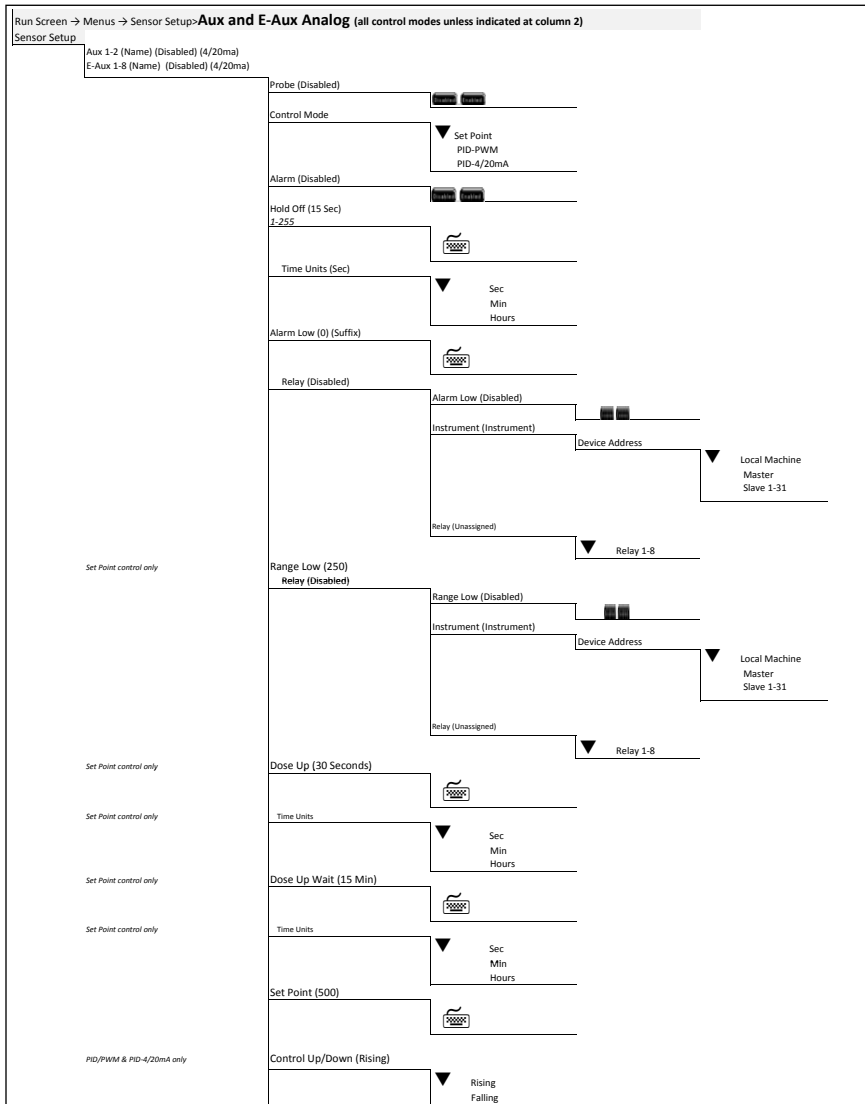 Run Screen → Menus → Sensor Setup>Aux and E-Aux Analog (all control modes unless indicated at column 2)
Sensor Setup
Aux 1-2 (Name) (Disabled) (4/20ma)
E-Aux 1-8 (Name) (Disabled) (4/20ma)
Probe (Disabled)
Disabled Enabled
Control Mode
Set Point
PID-PWM
PID-4/20mA
Alarm (Disabled)
Disabled Enabled
Hold Off (15 Sec)
1-255
Time Units (Sec)
Sec
Min
Hours
Alarm Low (0) (Suffix)
Relay (Disabled)
Alarm Low (Disabled)
Instrument (Instrument)
Device Address
Local Machine
Master
Slave 1-31
Relay (Unassigned)
Relay 1-8
Set Point control only
Range Low (250)
Relay (Disabled)
Range Low (Disabled)
Instrument (Instrument)
Device Address
Local Machine
Master
Slave 1-31
Relay (Unassigned)
Relay 1-8
Set Point control only
Dose Up (30 Seconds)
Set Point control only
Time Units
Sec
Min
Hours
Set Point control only
Dose Up Wait (15 Min)
Set Point control only
Time Units
Sec
Min
Hours
Set Point (500)
PID/PWM & PID-4/20mA only
Control Up/Down (Rising)
Rising
Falling